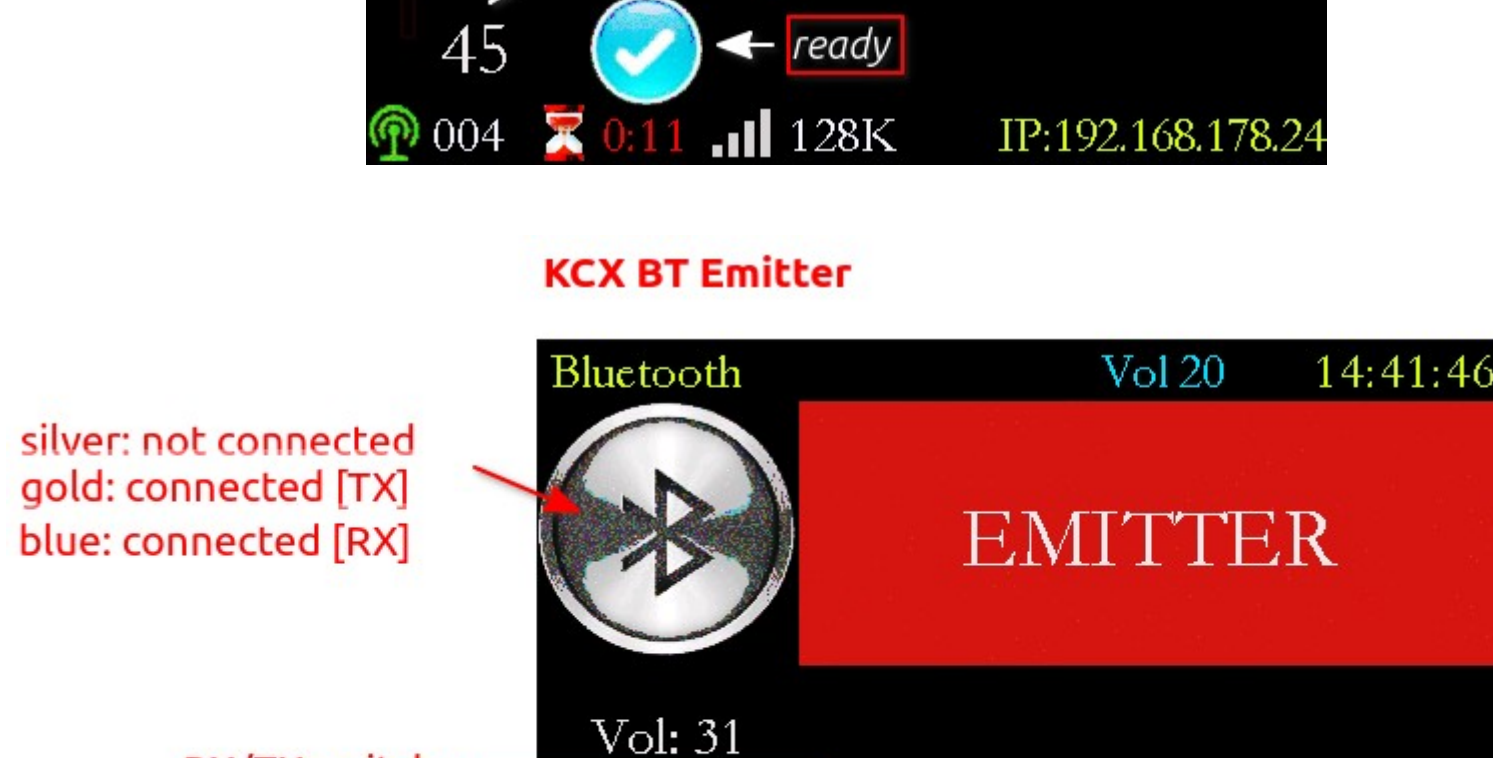 45
ready
004 0:11 128K IP:192.168.178.24
KCX BT Emitter
Bluetooth Vol 20 14:41:46
silver: not connected
gold: connected [TX]
blue: connected [RX]
EMITTER
Vol: 31